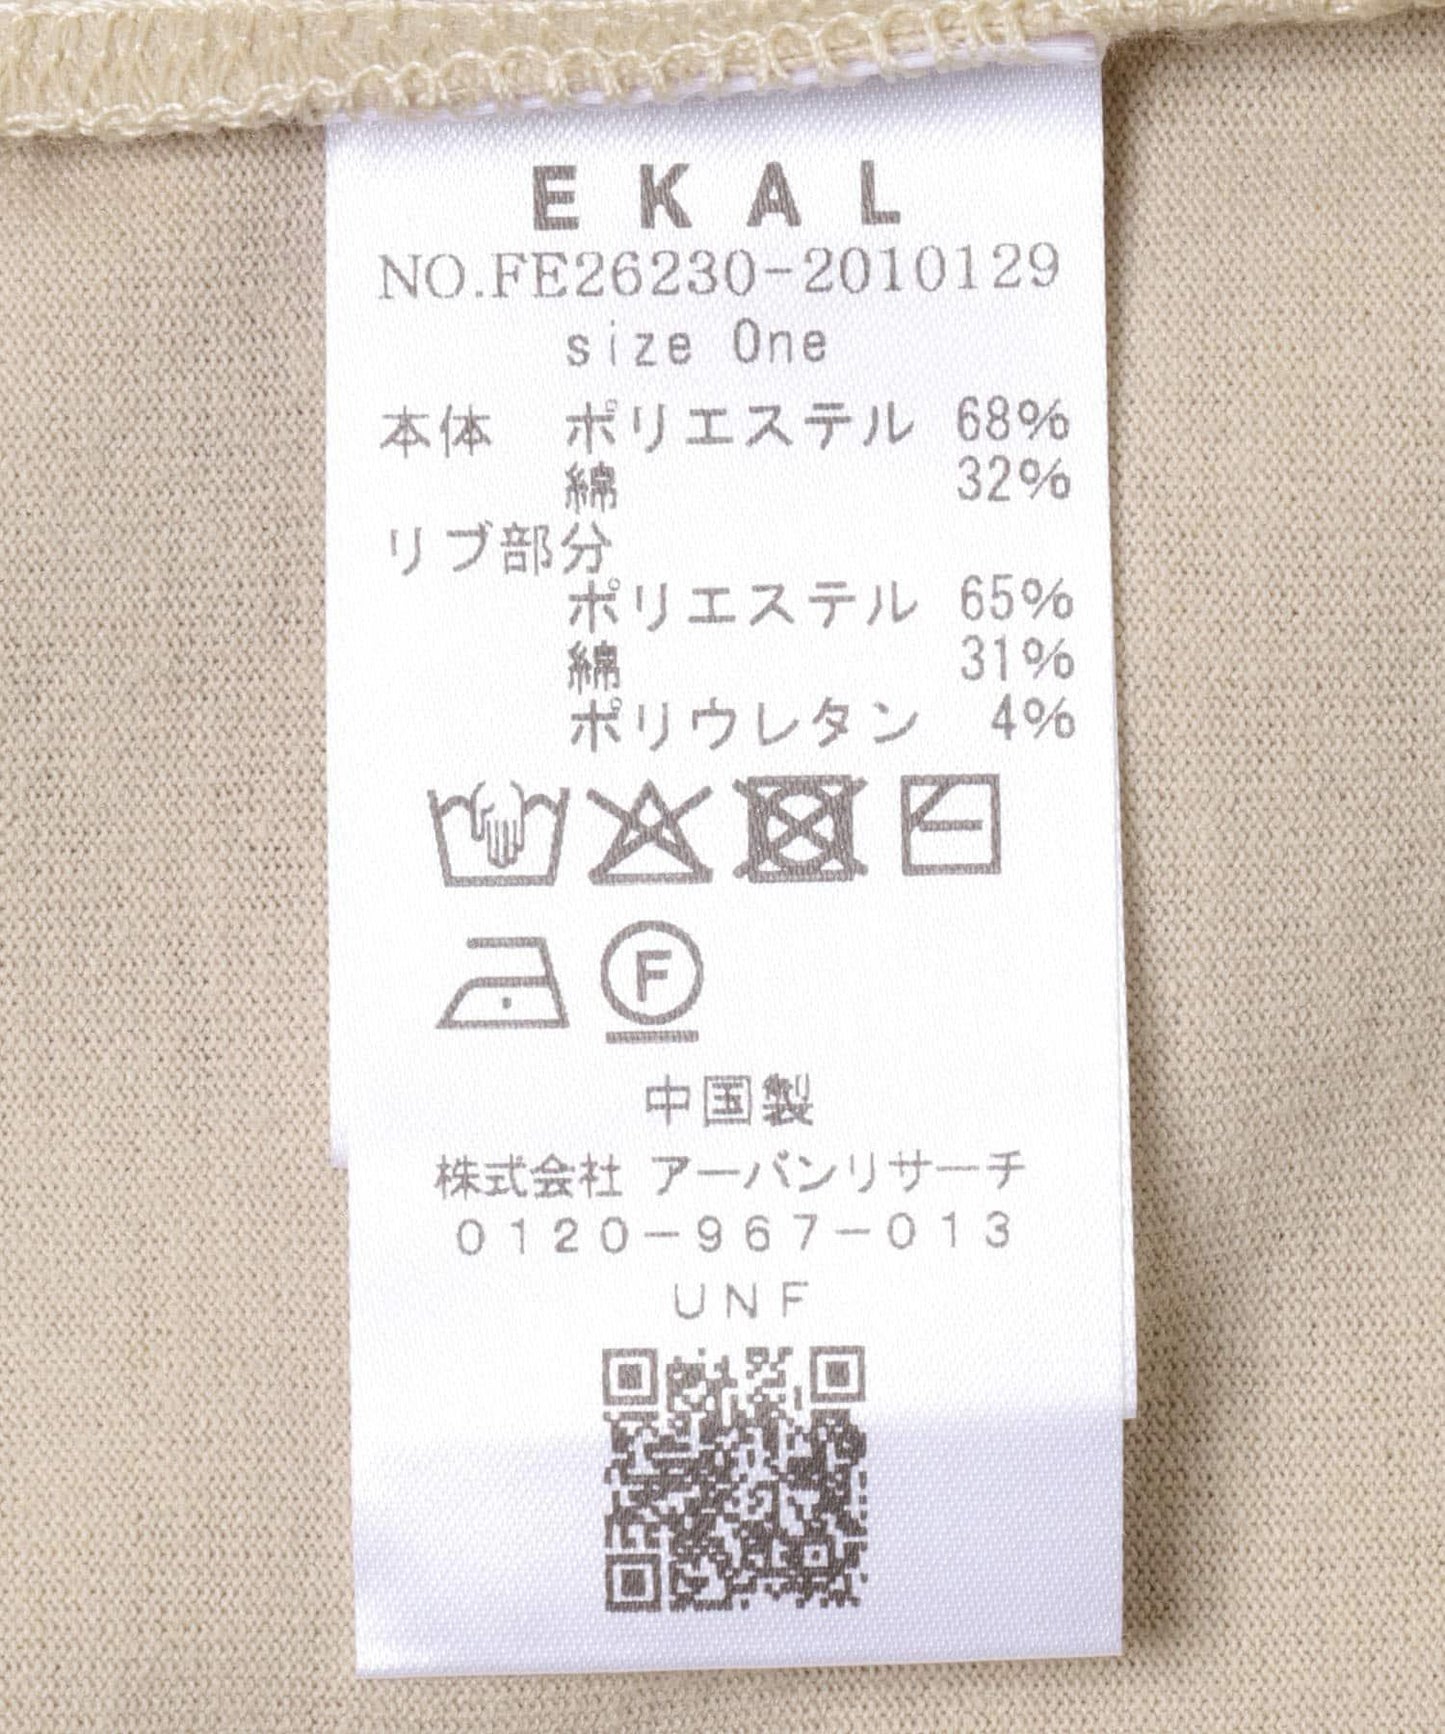 EKAL
NO.FE26230-2010129
size One
本体 ポリエステル 68%
綿 32%
リブ部分
ポリエステル 65%
綿 31%
ポリウレタン 4%
F
中国製
株式会社 アーバンリサーチ
0120-967-013
UNF